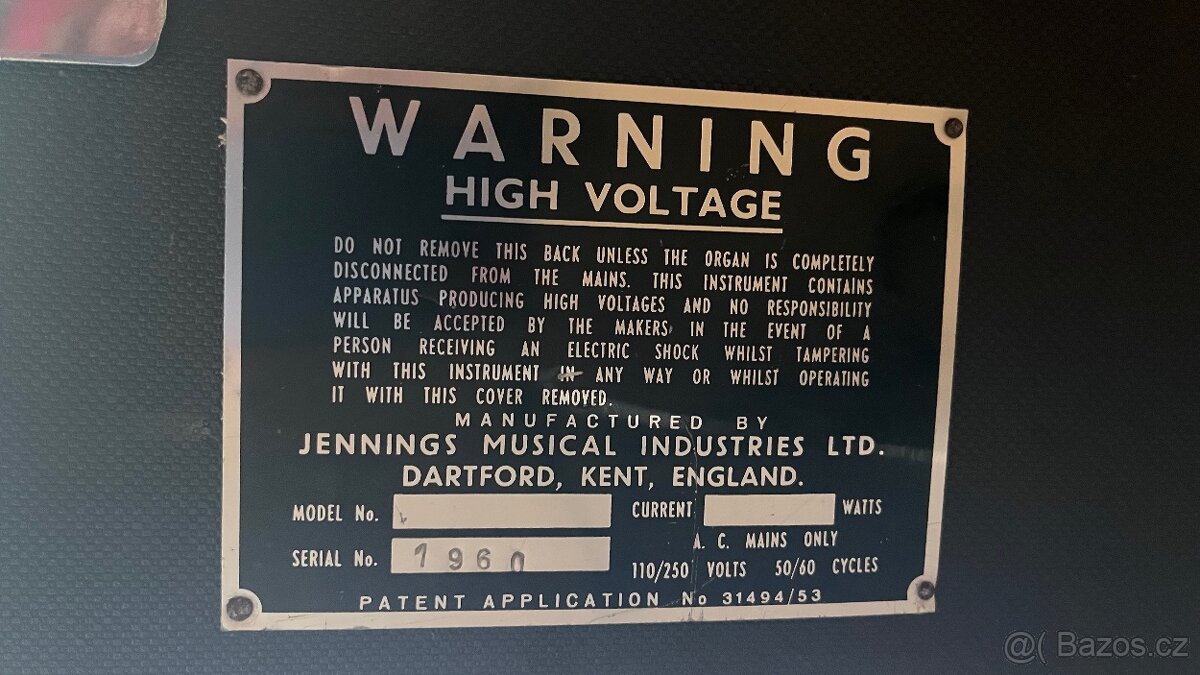 WARNING
HIGH VOLTAGE
DO NOT REMOVE THIS BACK UNLESS THE ORGAN IS COMPLETELY
DISCONNECTED FROM THE MAINS. THIS INSTRUMENT CONTAINS
APPARATUS PRODUCING HIGH VOLTAGES AND NO RESPONSIBILITY
WILL BE ACCEPTED BY THE MAKERS IN THE EVENT OF A
PERSON RECEIVING AN ELECTRIC SHOCK WHILST TAMPERING
WITH THIS INSTRUMENT IN ANY WAY OR WHILST OPERATING
IT WITH THIS COVER REMOVED.
MANUFACTURED BY
JENNINGS MUSICAL INDUSTRIES LTD.
DARTFORD, KENT, ENGLAND.
MODEL No. CURRENT WATTS
A. C. MAINS ONLY
SERIAL No. 1960 110/250 VOLTS 50/60 CYCLES
PATENT APPLICATION No 31494/53
@( Bazos.cz